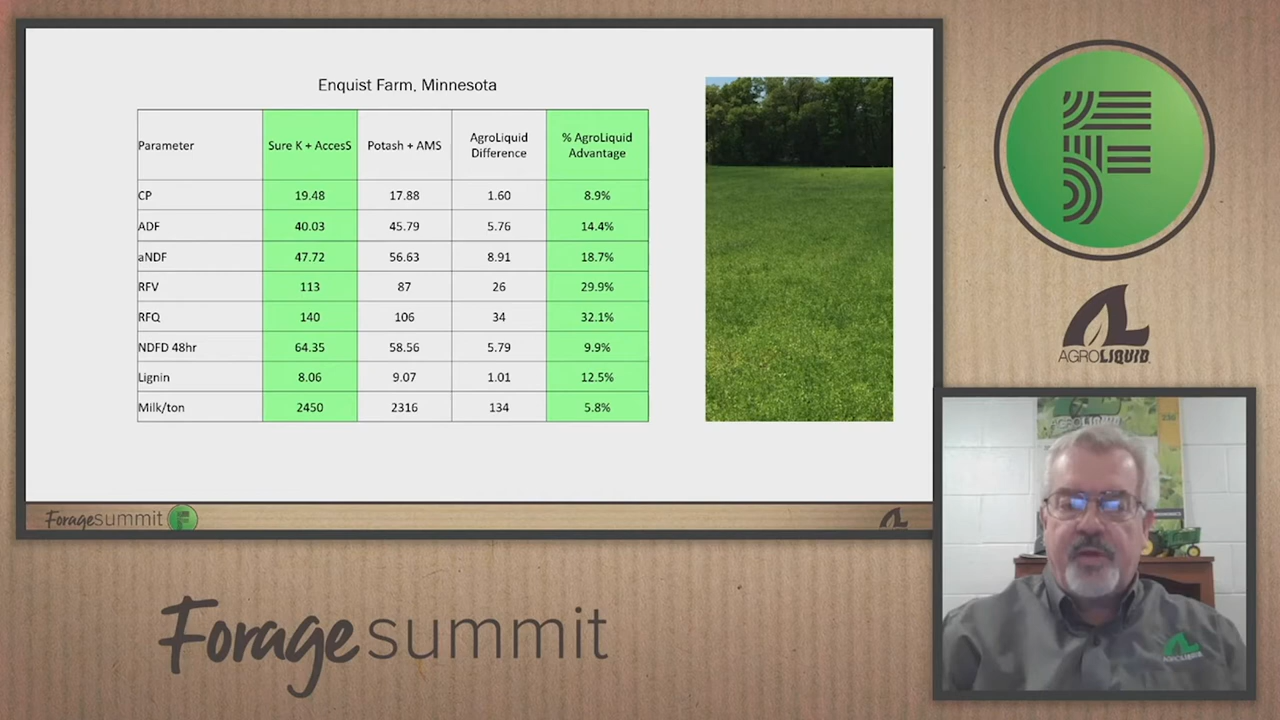 Enquist Farm, Minnesota
Parameter Sure K + AccesS Potash + AMS AgroLiquid Difference % AgroLiquid Advantage
CP 19.48 17.88 1.60 8.9%
ADF 40.03 45.79 5.76 14.4%
aNDF 47.72 56.63 8.91 18.7%
RFV 113 87 26 29.9%
RFQ 140 106 34 32.1%
NDFD 48hr 64.35 58.56 5.79 9.9%
Lignin 8.06 9.07 1.01 12.5%
Milk/ton 2450 2316 134 5.8%
Foragesummit F
F
AGROLIQUID
AGROLIQUID
236
AGROLIQUID
Forage summit